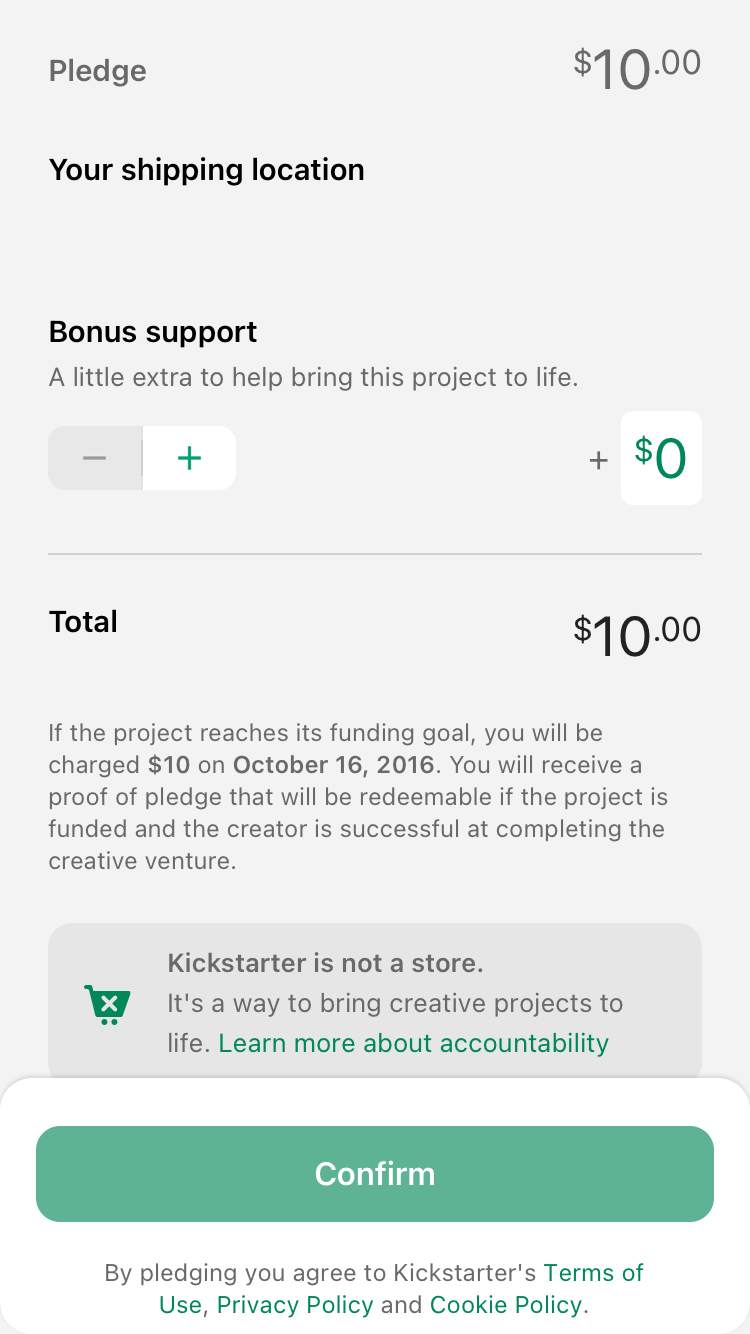 Pledge
$10.00
Your shipping location
Bonus support
A little extra to help bring this project to life.
− +
+ $0
Total
$10.00
If the project reaches its funding goal, you will be
charged $10 on October 16, 2016. You will receive a
proof of pledge that will be redeemable if the project is
funded and the creator is successful at completing the
creative venture.
Kickstarter is not a store.
It's a way to bring creative projects to
life. Learn more about accountability
Confirm
By pledging you agree to Kickstarter's Terms of
Use, Privacy Policy and Cookie Policy.